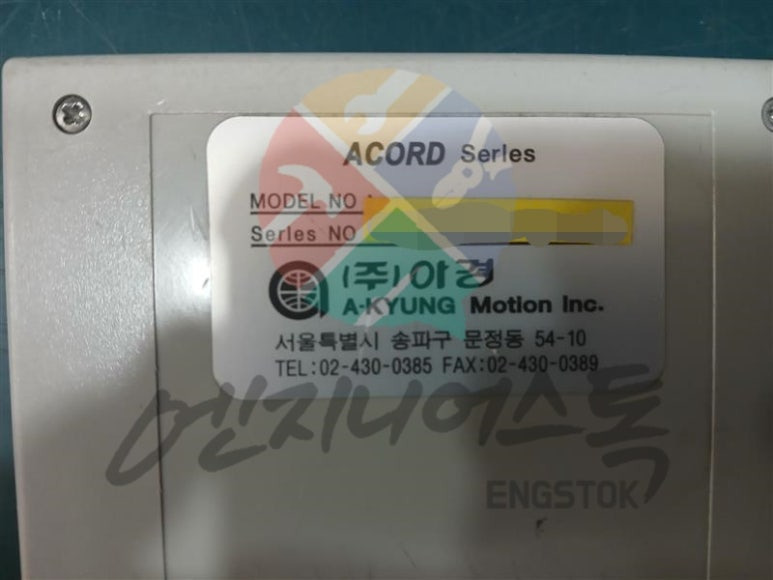 ACORD Series
MODEL NO
Series NO
(주)아경
A-KYUNG Motion Inc.
서울특별시 송파구 문정동 54-10
TEL:02-430-0385 FAX:02-430-0389
엔지니어스톡
ENGSTOK